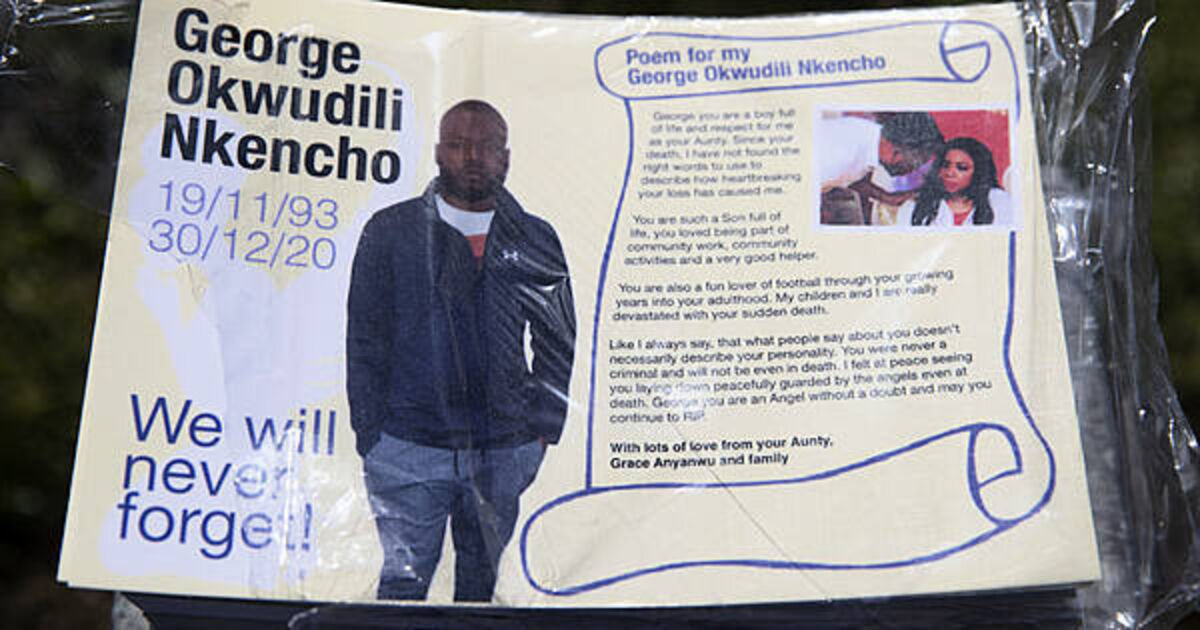 George
Okwudili
Nkencho
19/11/93
30/12/20
We will
never
forget!
Poem for my
George Okwudili Nkencho
George you are a boy full
of life and respect for me
as your Aunty. Since your
death, I have not found the
right words to use to
describe how heartbreaking
your loss has caused me.
You are such a Son full of
life, you loved being part of
community work, community
activities and a very good helper.
You are also a fun lover of football through your growing
years into your adulthood. My children and I are really
devastated with your sudden death.
Like I always say, that what people say about you doesn't
necessarily describe your personality. You were never a
criminal and will not be even in death. I felt at peace seeing
you laying down peacefully guarded by the angels even at
death. George you are an Angel without a doubt and may you
continue to RIP.
With lots of love from your Aunty,
Grace Anyanwu and family